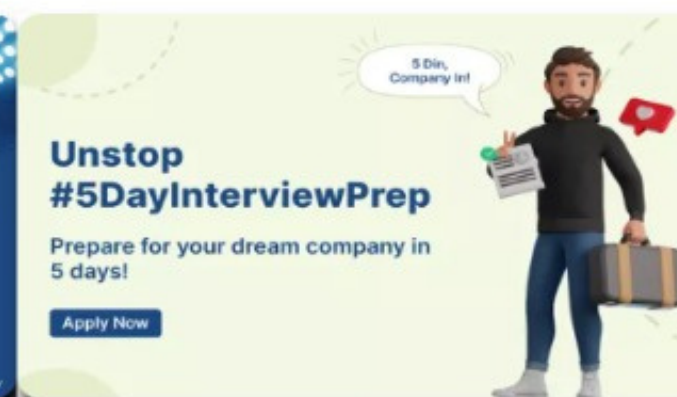 5 Din,
Company In!
Unstop
#5DayInterviewPrep
Prepare for your dream company in
5 days!
Apply Now